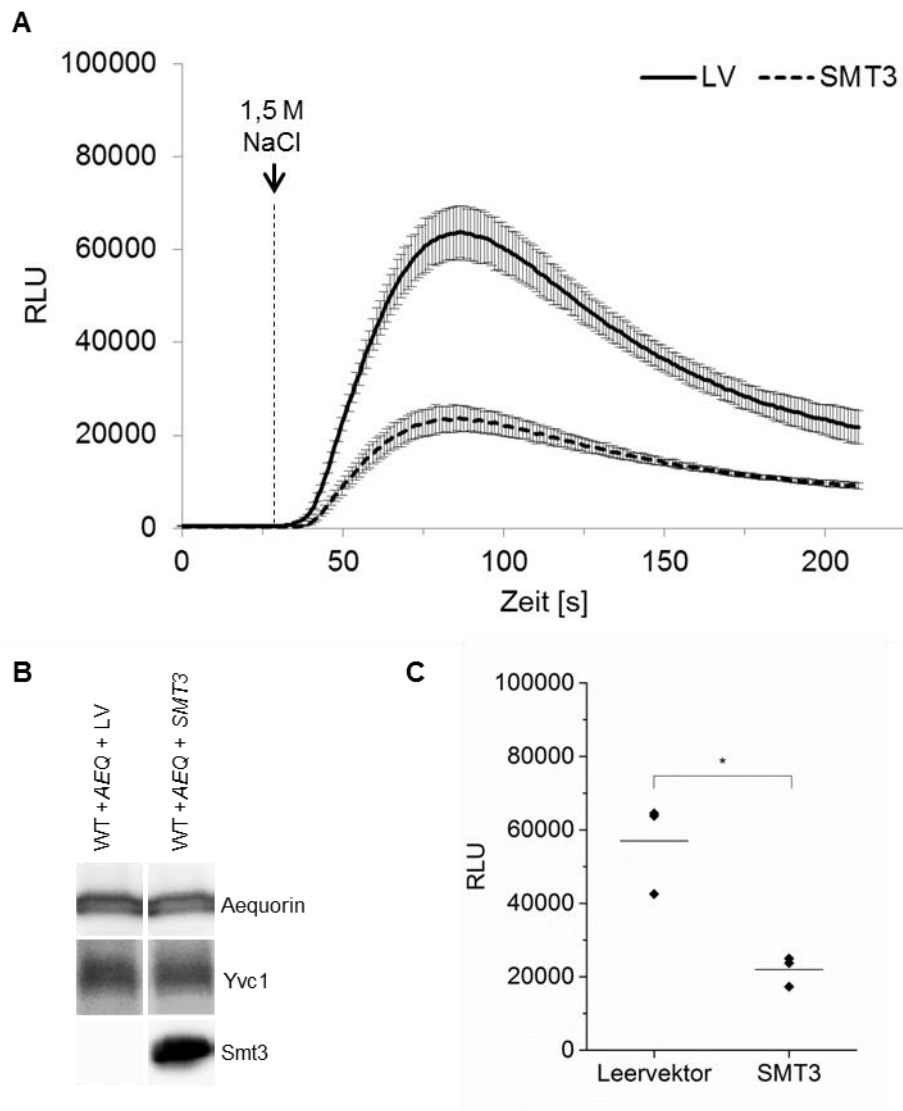 A
100000
80000
60000
40000
20000
0
RLU
1,5 M
NaCl
LV
SMT3
0
50
100
150
200
Zeit [s]
B
WT +AEQ + LV
WT +AEQ + SMT3
Aequorin
Yvc1
Smt3
C
100000
80000
60000
40000
20000
0
RLU
*
Leervektor
SMT3